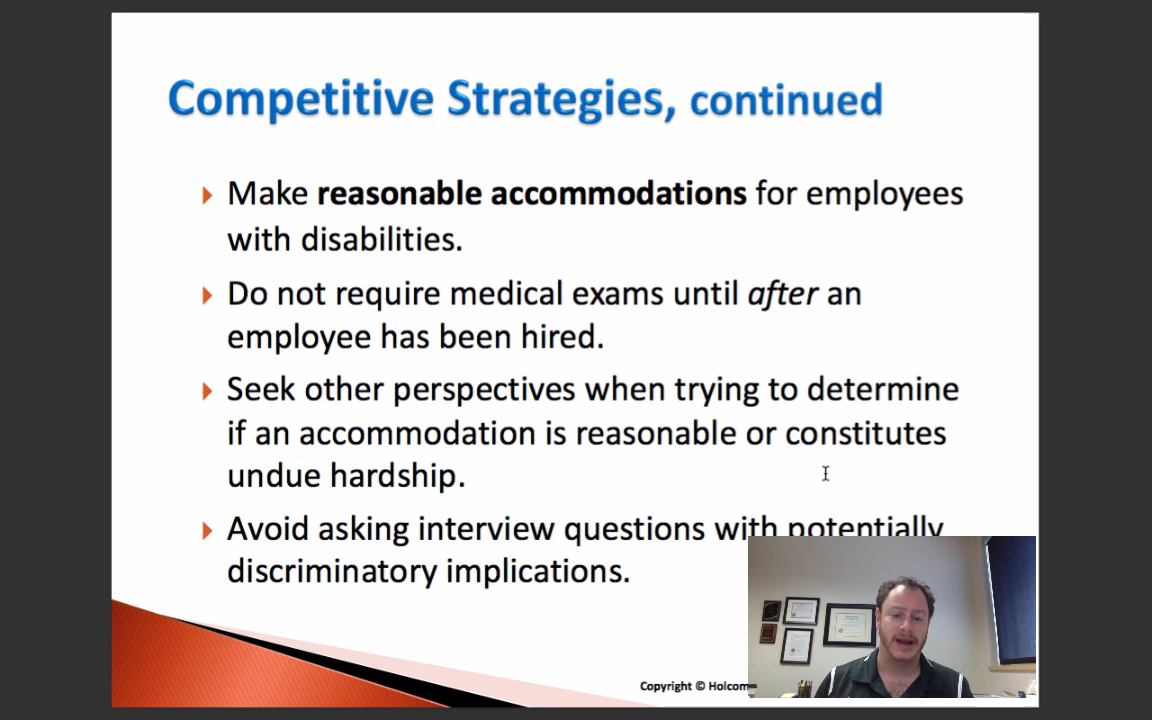 Competitive Strategies, continued
Make reasonable accommodations for employees
with disabilities.
Do not require medical exams until after an
employee has been hired.
Seek other perspectives when trying to determine
if an accommodation is reasonable or constitutes
undue hardship.
Avoid asking interview questions with potentially
discriminatory implications.
Copyright © Holcom